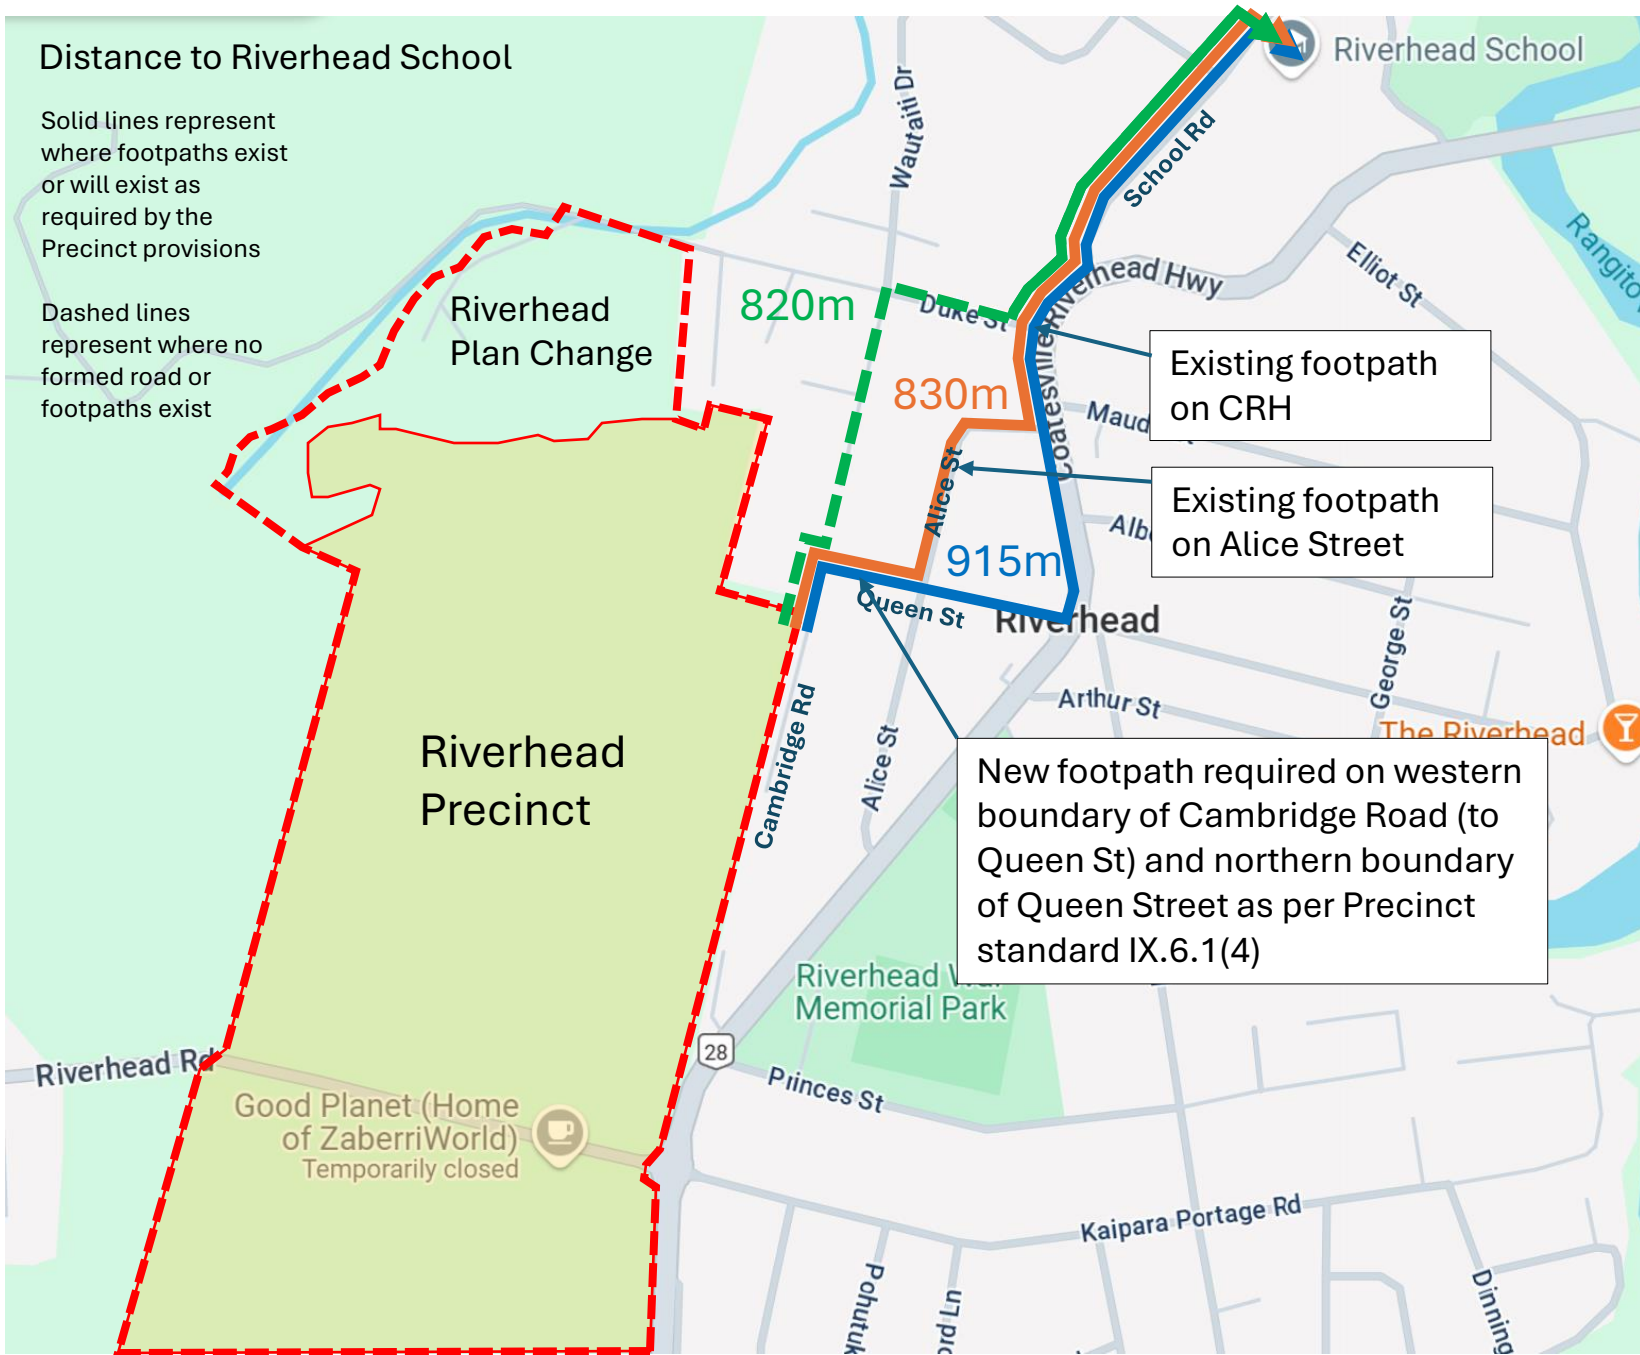 Distance to Riverhead School
Solid lines represent
where footpaths exist
or will exist as
required by the
Precinct provisions
Dashed lines
represent where no
formed road or
footpaths exist
Riverhead School
Wautaiti Dr
School Rd
Riverhead
Plan Change
820m
Duke St
Coatesville Riverhead Hwy
Elliot St
Existing footpath
on CRH
830m
Alice St
Existing footpath
on Alice Street
915m
Queen St
Riverhead
George St
Arthur St
The Riverhead
Riverhead
Precinct
Cambridge Rd
Alice St
New footpath required on western
boundary of Cambridge Road (to
Queen St) and northern boundary
of Queen Street as per Precinct
standard IX.6.1(4)
Riverhead War
Memorial Park
28
Riverhead Rd
Princes St
Good Planet (Home
of ZaberriWorld)
Temporarily closed
Kaipara Portage Rd
Dinning